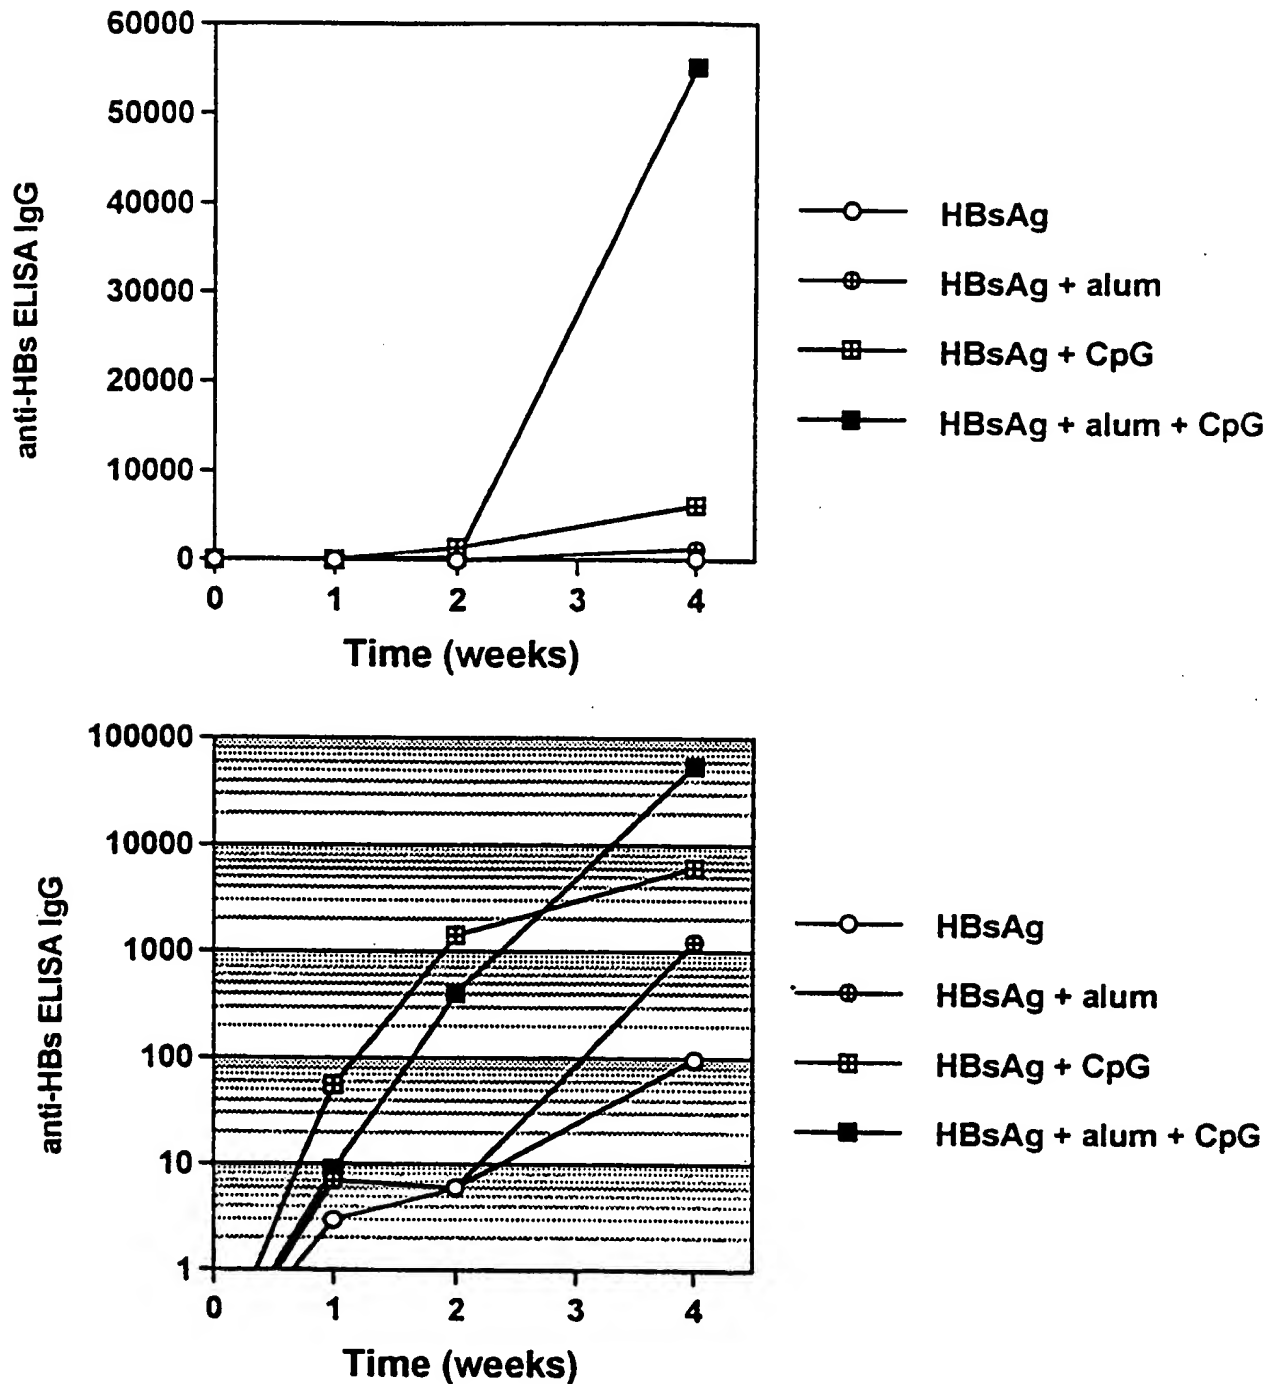 60000
50000
40000
30000
20000
10000
0
anti-HBs ELISA IgG
0 1 2 3 4
Time (weeks)
HBsAg
HBsAg + alum
HBsAg + CpG
HBsAg + alum + CpG
100000
10000
1000
100
10
1
anti-HBs ELISA IgG
0 1 2 3 4
Time (weeks)
HBsAg
HBsAg + alum
HBsAg + CpG
HBsAg + alum + CpG